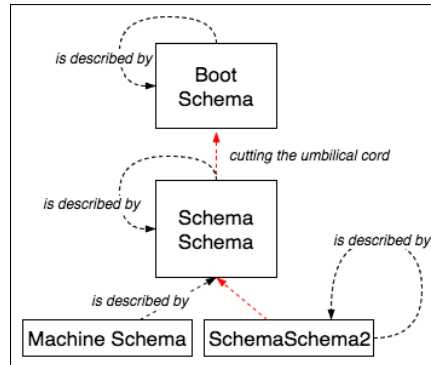 is described by
Boot
Schema
cutting the umbilical cord
is described by
Schema
Schema
is described by
is described by
Machine Schema
SchemaSchema2